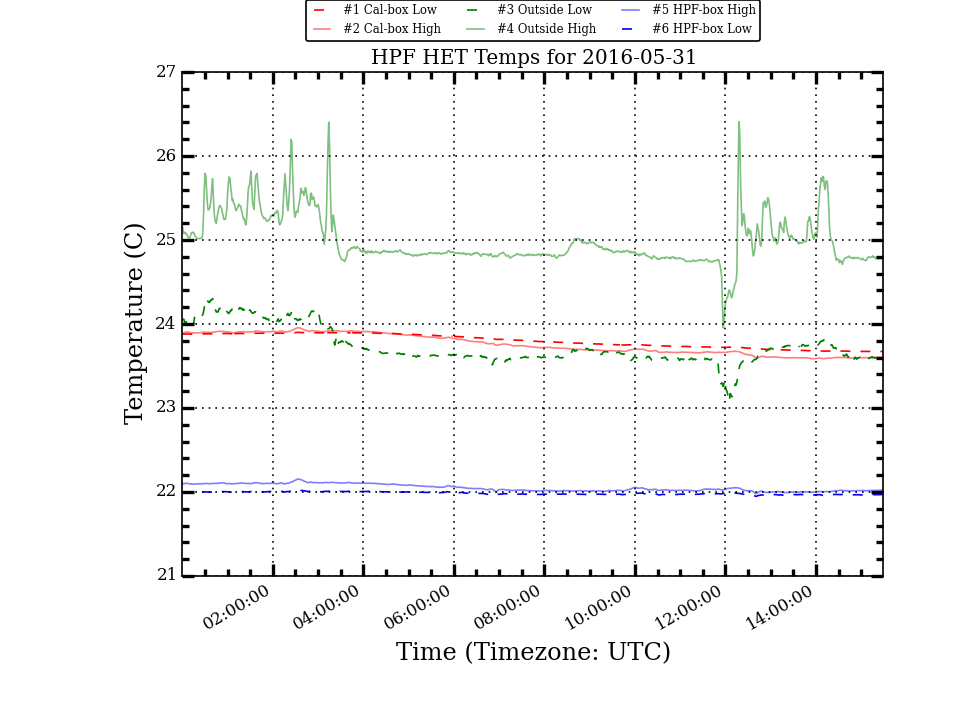 #1 Cal-box Low #3 Outside Low #5 HPF-box High
#2 Cal-box High #4 Outside High #6 HPF-box Low
HPF HET Temps for 2016-05-31
27
26
25
24
23
22
21
Temperature (C)
02:00:00 04:00:00 06:00:00 08:00:00 10:00:00 12:00:00 14:00:00
Time (Timezone: UTC)